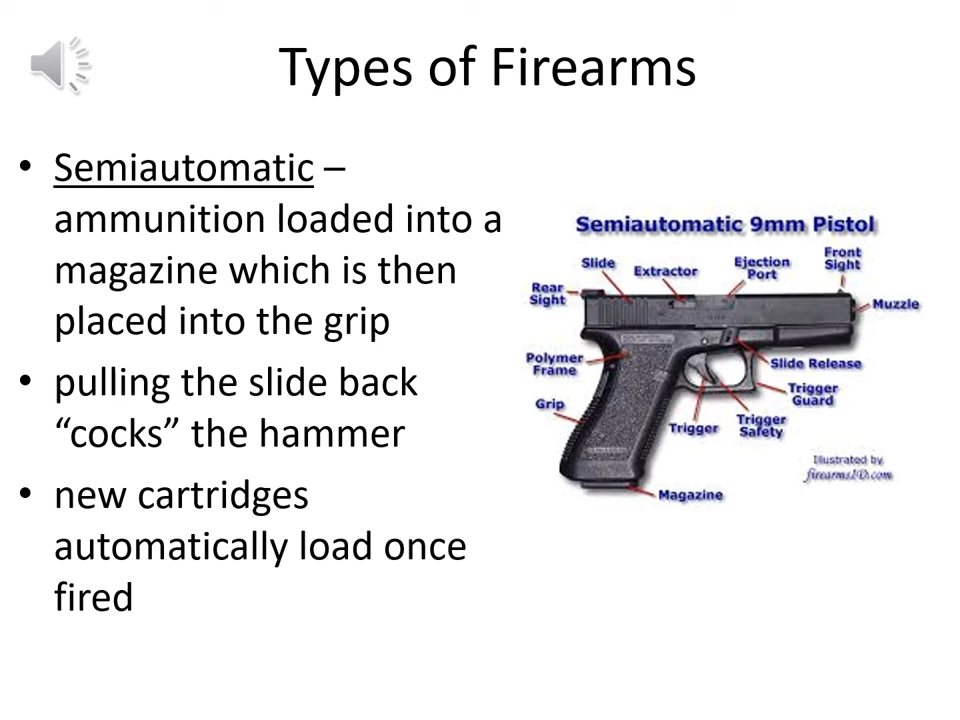 Types of Firearms
• Semiautomatic –
ammunition loaded into a
magazine which is then
placed into the grip
• pulling the slide back
“cocks” the hammer
• new cartridges
automatically load once
fired
Semiautomatic 9mm Pistol
Slide
Extractor
Ejection
Port
Front
Sight
Rear
Sight
Muzzle
Polymer
Frame
Slide Release
Trigger
Guard
Grip
Trigger
Trigger
Safety
Magazine
Illustrated by
firearmsID.com